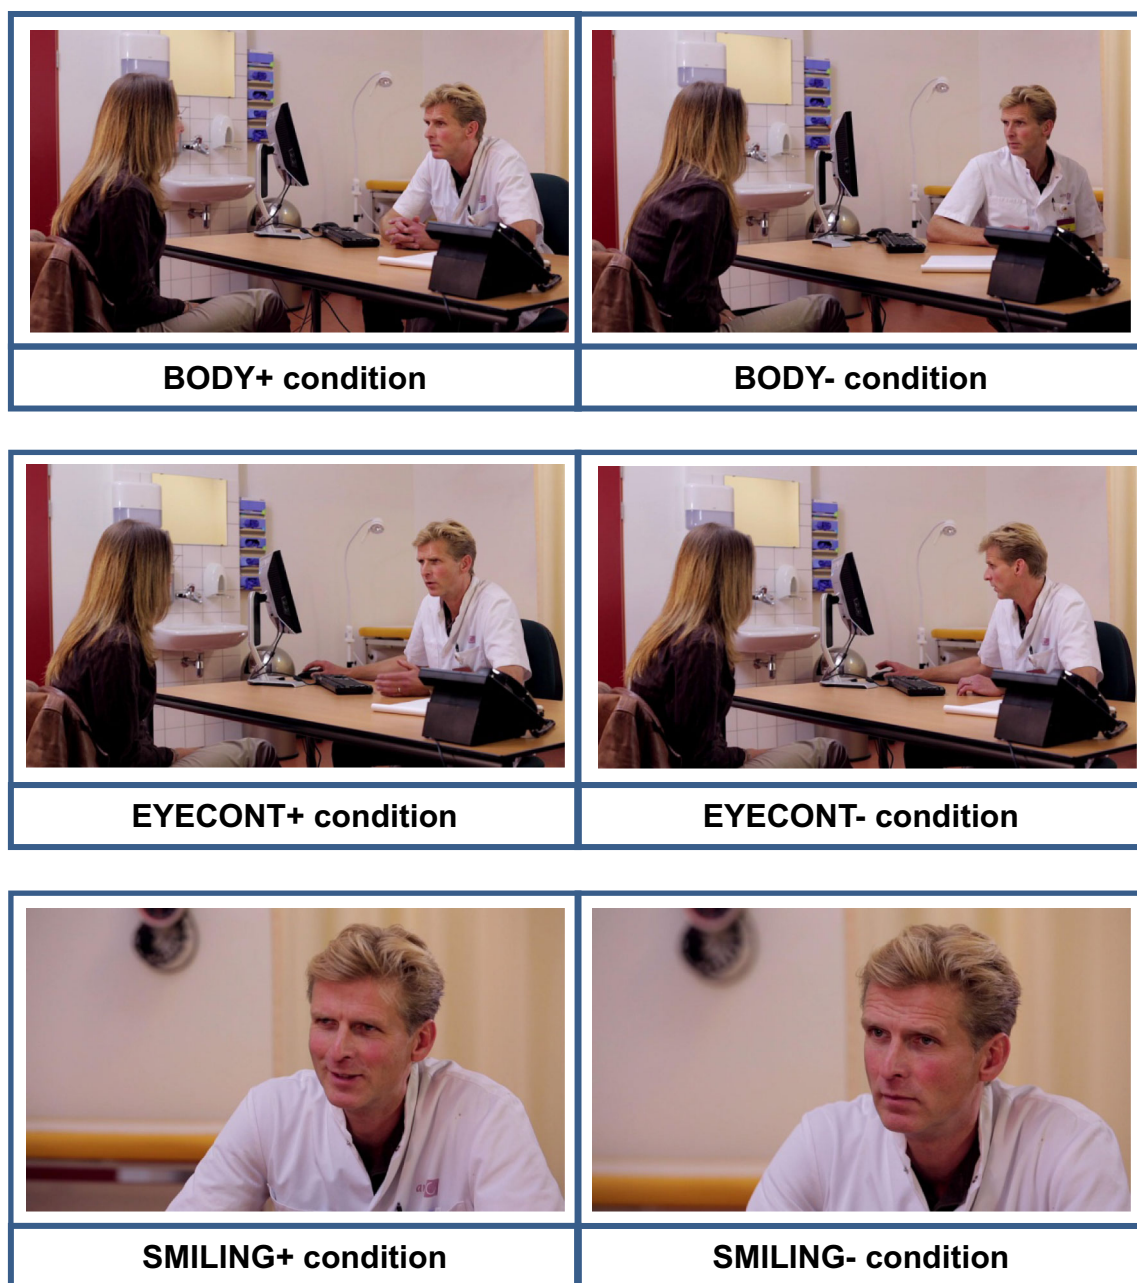 BODY+ condition
BODY- condition
EYECONT+ condition
EYECONT- condition
SMILING+ condition
SMILING- condition